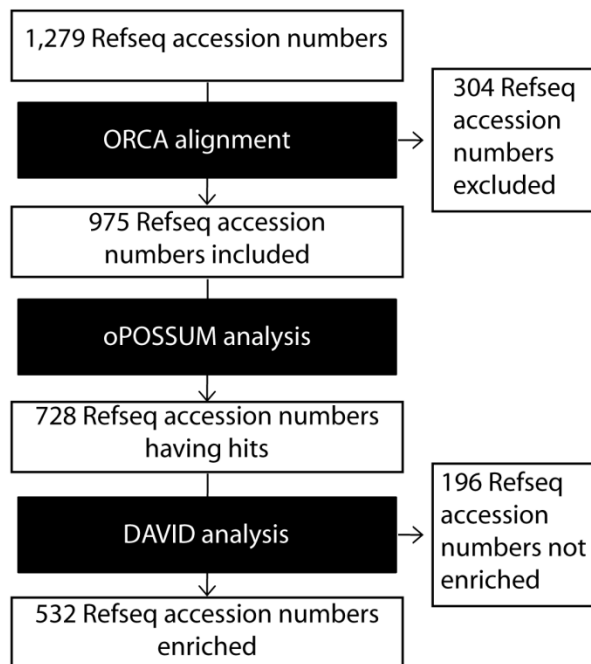 1,279 Refseq accession numbers
ORCA alignment
304 Refseq
accession
numbers
excluded
975 Refseq accession
numbers included
oPOSSUM analysis
728 Refseq accession numbers
having hits
DAVID analysis
196 Refseq
accession
numbers not
enriched
532 Refseq accession numbers
enriched